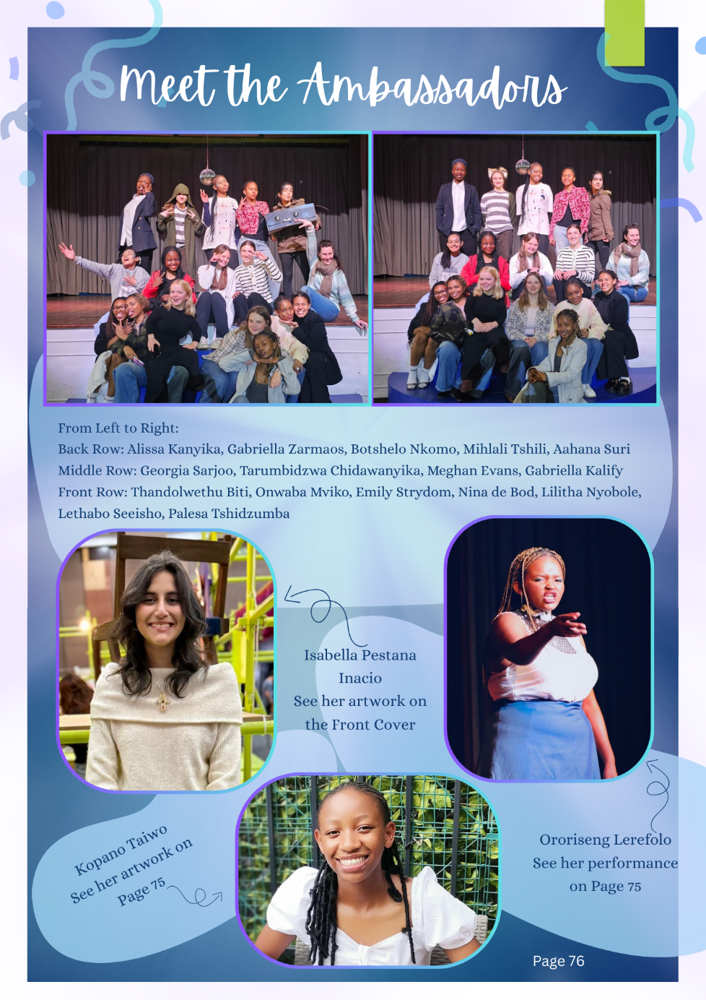 Meet the Ambassadors
From Left to Right:
Back Row: Alissa Kanyika, Gabriella Zarmaos, Botshelo Nkomo, Mihlali Tshili, Aahana Suri
Middle Row: Georgia Sarjoo, Tarumbidzwa Chidawanyika, Meghan Evans, Gabriella Kalify
Front Row: Thandolwethu Biti, Onwaba Mviko, Emily Strydom, Nina de Bod, Lilitha Nyobole,
Lethabo Seeisho, Palesa Tshidzumba
Isabella Pestana
Inacio
See her artwork on
the Front Cover
Kopano Taiwo
See her artwork on
Page 75
Ororiseng Lerefolo
See her performance
on Page 75
Page 76